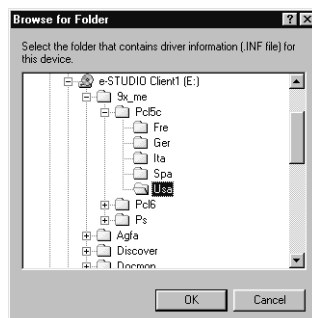 Browse for Folder
Select the folder that contains driver information (.INF file) for
this device.
e-STUDIO Client1 (E:)
9x_me
Pcl5c
Fre
Ger
Ita
Spa
Usa
Pcl6
Ps
Agfa
Discover
Docmon
OK
Cancel